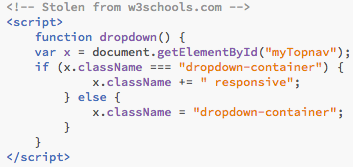 <!-- Stolen from w3schools.com -->
<script>
    function dropdown() {
    var x = document.getElementById("myTopnav");
    if (x.className === "dropdown-container") {
            x.className += " responsive";
        } else {
            x.className = "dropdown-container";
        }
    }
</script>